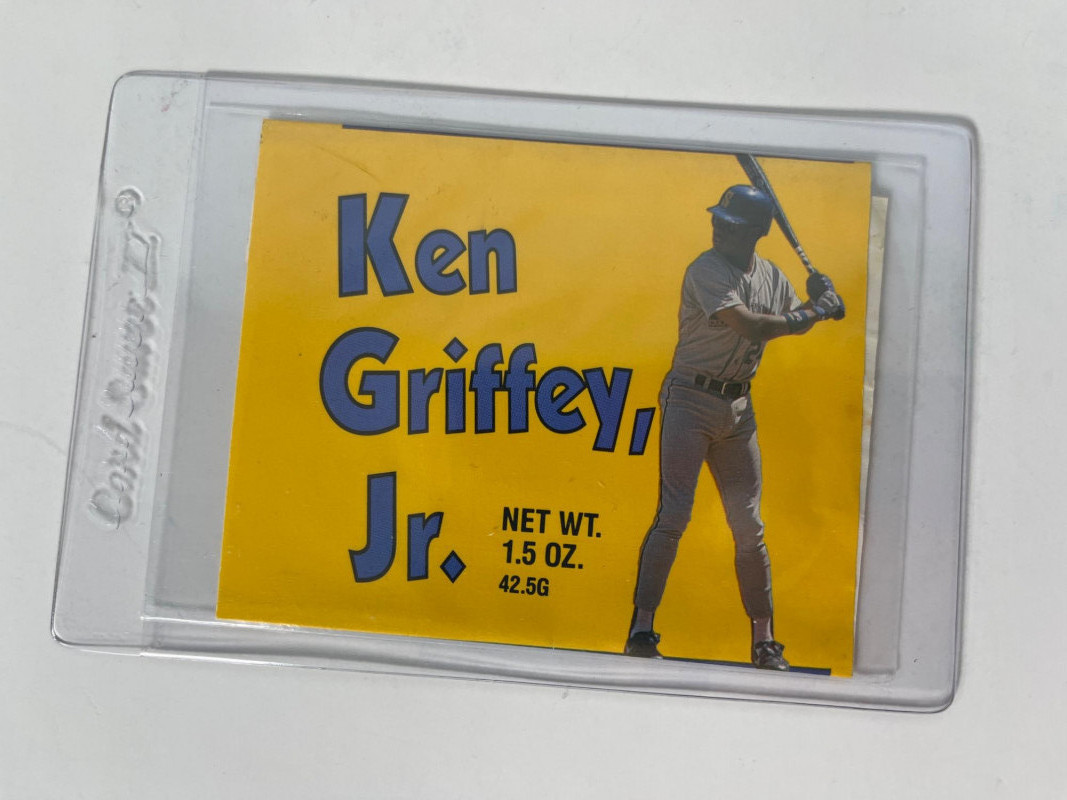 Ken
Griffey,
Jr.
NET WT.
1.5 OZ.
42.5G
Card Saver II®